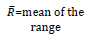 R̄=mean of the
range